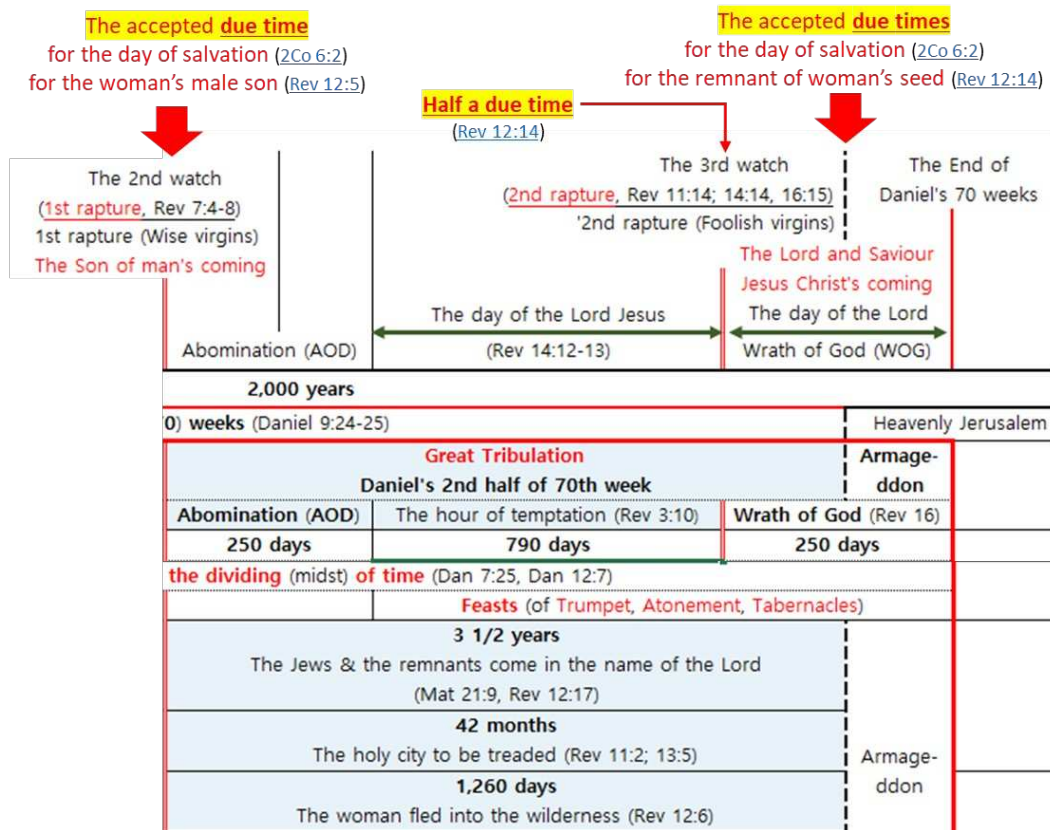 The accepted due time
for the day of salvation (2Co 6:2)
for the woman's male son (Rev 12:5)
The accepted due times
for the day of salvation (2Co 6:2)
for the remnant of woman's seed (Rev 12:14)
Half a due time
(Rev 12:14)
The 2nd watch
(1st rapture, Rev 7:4-8)
1st rapture (Wise virgins)
The Son of man's coming
The 3rd watch
(2nd rapture, Rev 11:14; 14:14, 16:15)
'2nd rapture (Foolish virgins)
The End of
Daniel's 70 weeks
The Lord and Saviour
Jesus Christ's coming
Abomination (AOD)
The day of the Lord Jesus
(Rev 14:12-13)
The day of the Lord
Wrath of God (WOG)
2,000 years
0) weeks (Daniel 9:24-25)
Heavenly Jerusalem
Great Tribulation
Daniel's 2nd half of 70th week
Armage-
ddon
Abomination (AOD)
The hour of temptation (Rev 3:10)
Wrath of God (Rev 16)
250 days
790 days
250 days
the dividing (midst) of time (Dan 7:25, Dan 12:7)
Feasts (of Trumpet, Atonement, Tabernacles)
3 1/2 years
The Jews & the remnants come in the name of the Lord
(Mat 21:9, Rev 12:17)
42 months
The holy city to be treaded (Rev 11:2; 13:5)
1,260 days
The woman fled into the wilderness (Rev 12:6)
Armage-
ddon